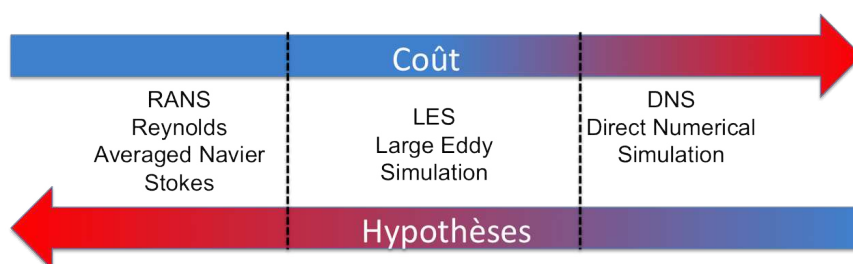 Coût
RANS
Reynolds
Averaged Navier
Stokes
LES
Large Eddy
Simulation
DNS
Direct Numerical
Simulation
Hypothèses